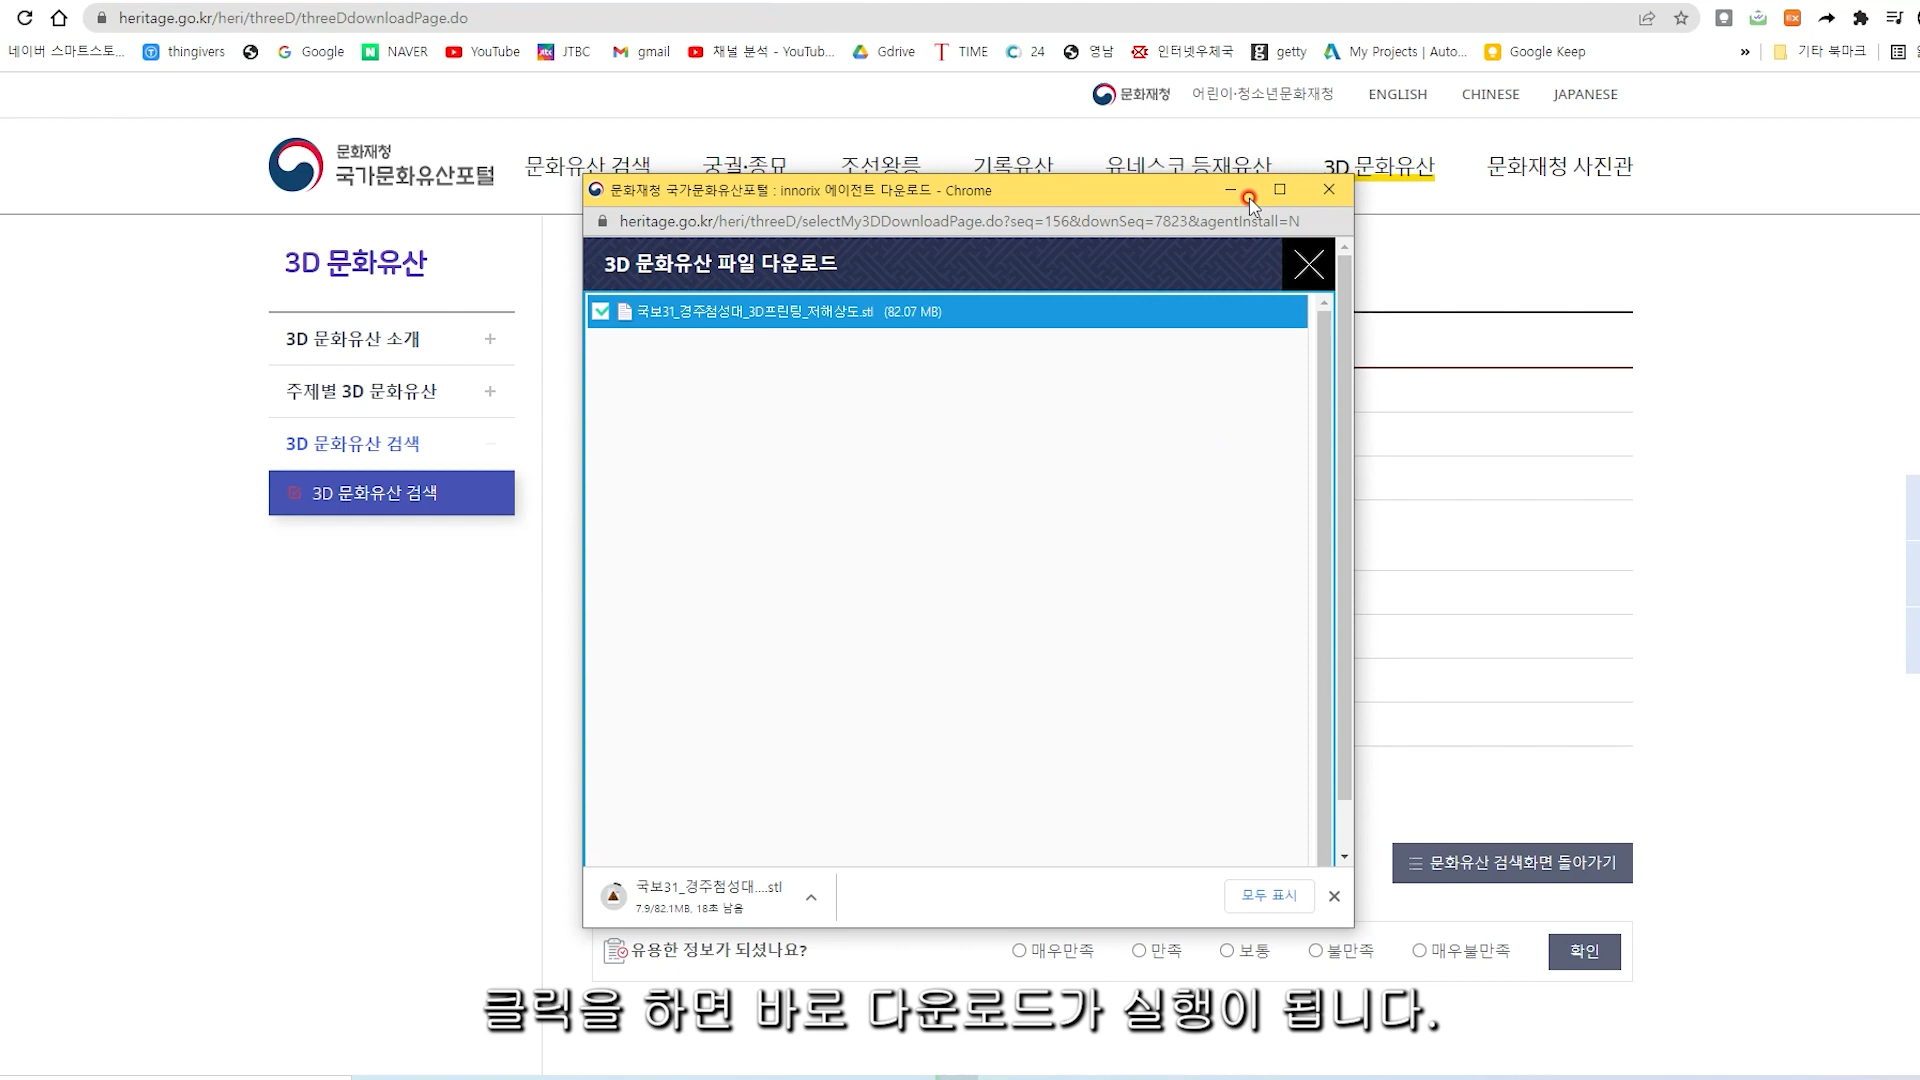 heritage.go.kr/heri/threeD/threeDdownloadPage.do
네이버 스마트스토... thingivers Google NAVER YouTube JTBC gmail 채널 분석 - YouTub... Gdrive TIME 24 영남 인터넷우체국 getty My Projects | Auto... Google Keep » 기타 북마크
문화재청 어린이·청소년문화재청 ENGLISH CHINESE JAPANESE
문화재청
국가문화유산포털
문화유산 검색 궁궐·종묘 조선왕릉 기록유산 유네스코 등재유산 3D 문화유산 문화재청 사진관
문화재청 국가문화유산포털 : innorix 에이전트 다운로드 - Chrome
heritage.go.kr/heri/threeD/selectMy3DDownloadPage.do?seq=156&downSeq=7823&agentInstall=N
3D 문화유산 파일 다운로드
국보31_경주첨성대_3D프린팅_저해상도.stl (82.07 MB)
3D 문화유산
3D 문화유산 소개
주제별 3D 문화유산
3D 문화유산 검색
3D 문화유산 검색
문화유산 검색화면 돌아가기
국보31_경주첨성대....stl
7.9/82.1MB, 18초 남음
모두 표시
유용한 정보가 되셨나요? 매우만족 만족 보통 불만족 매우불만족 확인
클릭을 하면 바로 다운로드가 실행이 됩니다.